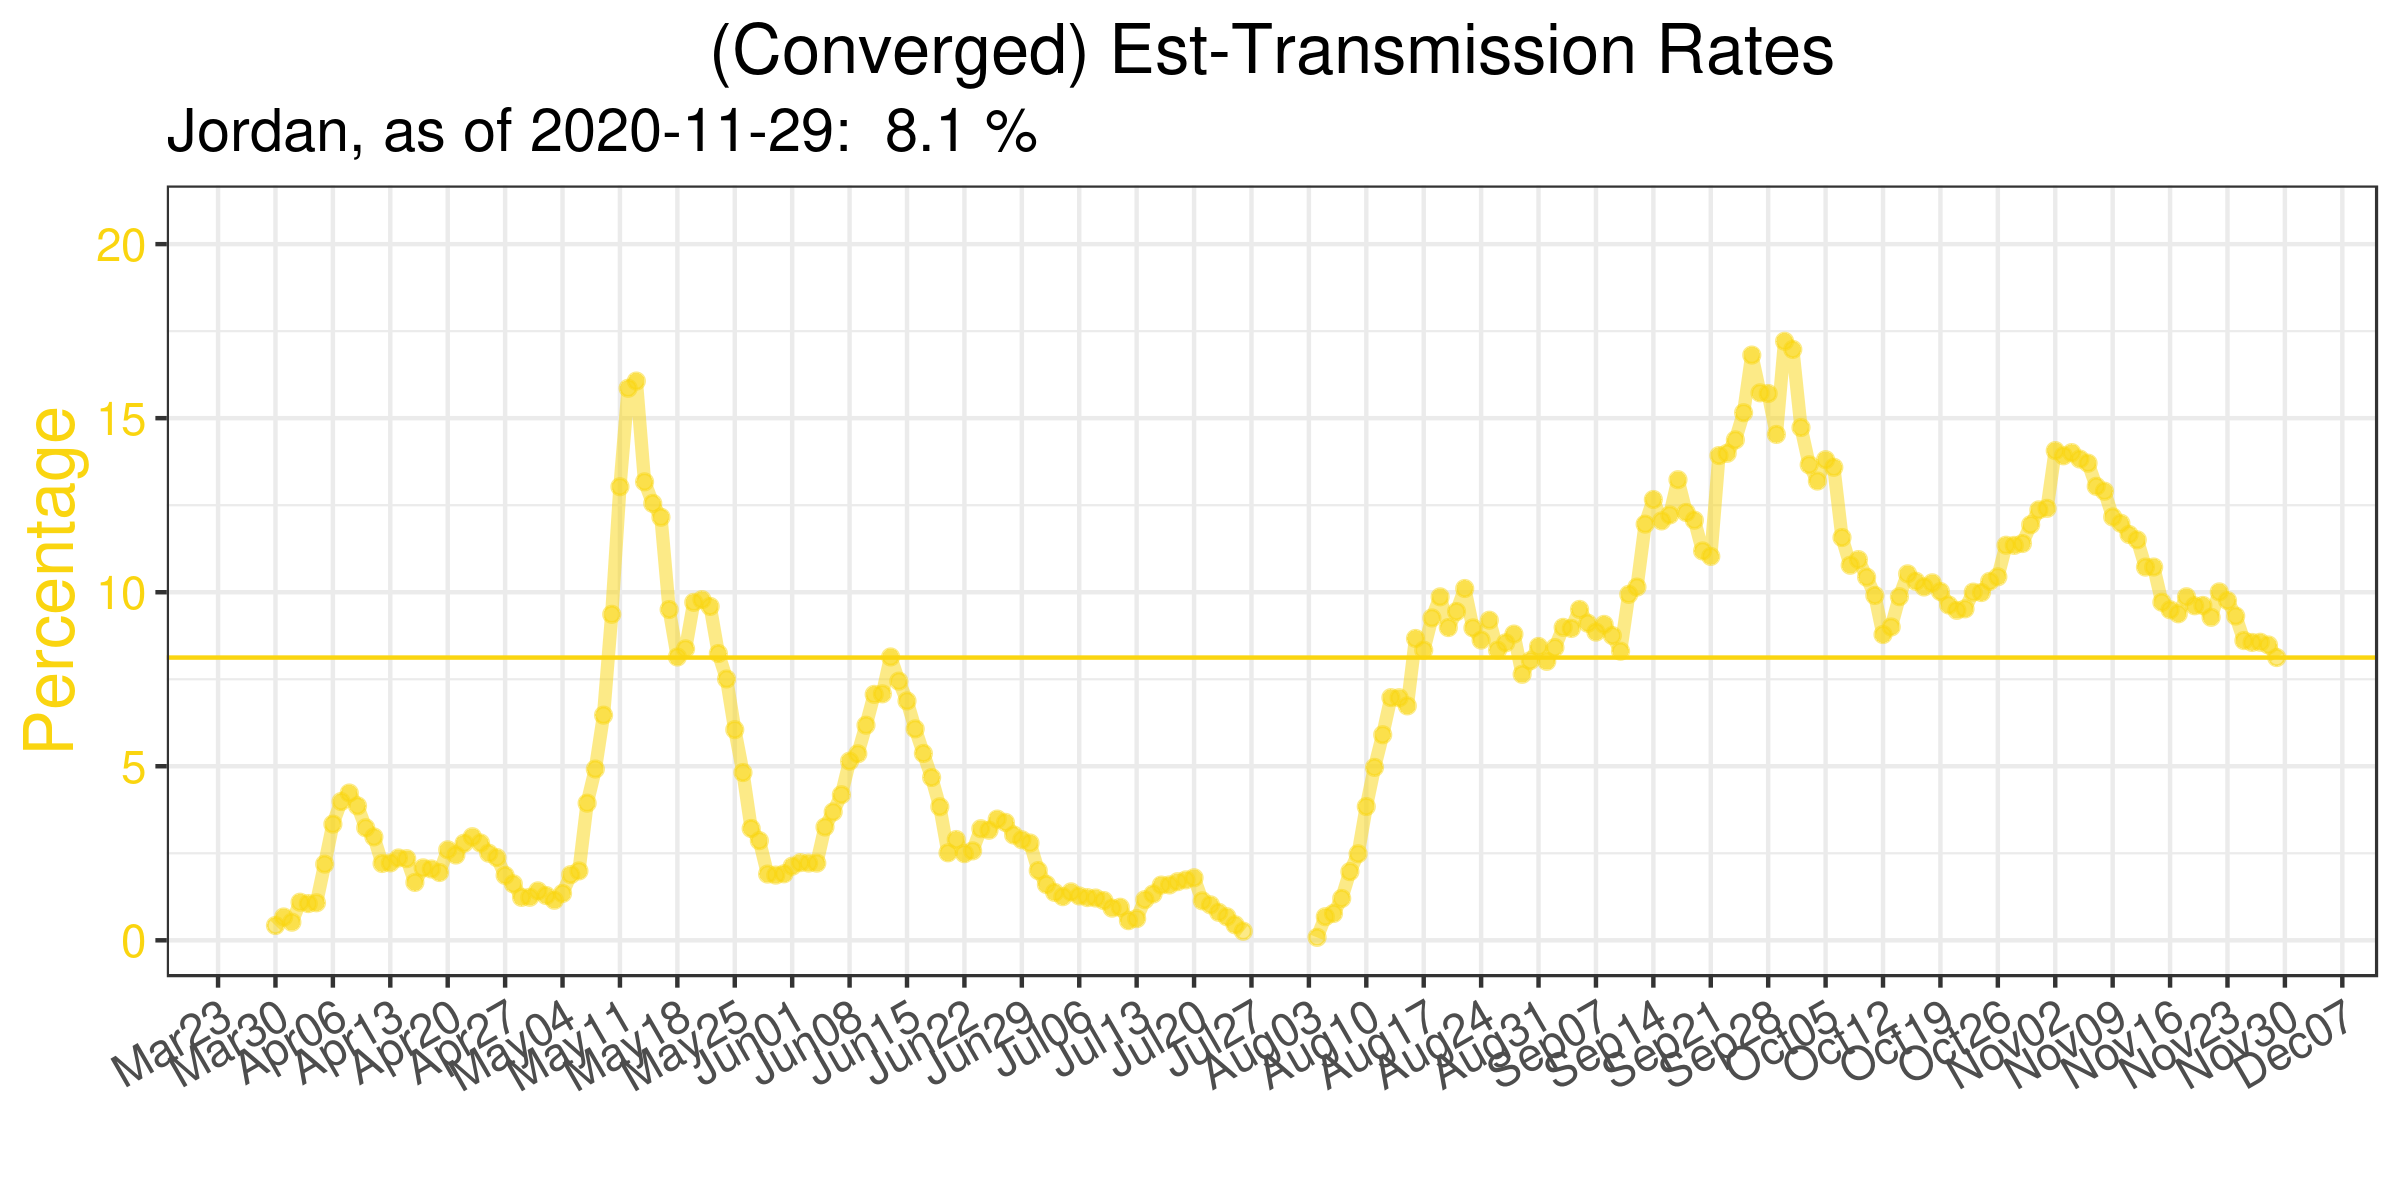 (Converged) Est-Transmission Rates
Jordan, as of 2020-11-29:  8.1 %
Percentage
20
15
10
5
0
Mar23
Mar30
Apr06
Apr13
Apr20
Apr27
May04
May11
May18
May25
Jun01
Jun08
Jun15
Jun22
Jun29
Jul06
Jul13
Jul20
Jul27
Aug03
Aug10
Aug17
Aug24
Aug31
Sep07
Sep14
Sep21
Sep28
Oct05
Oct12
Oct19
Oct26
Nov02
Nov09
Nov16
Nov23
Nov30
Dec07